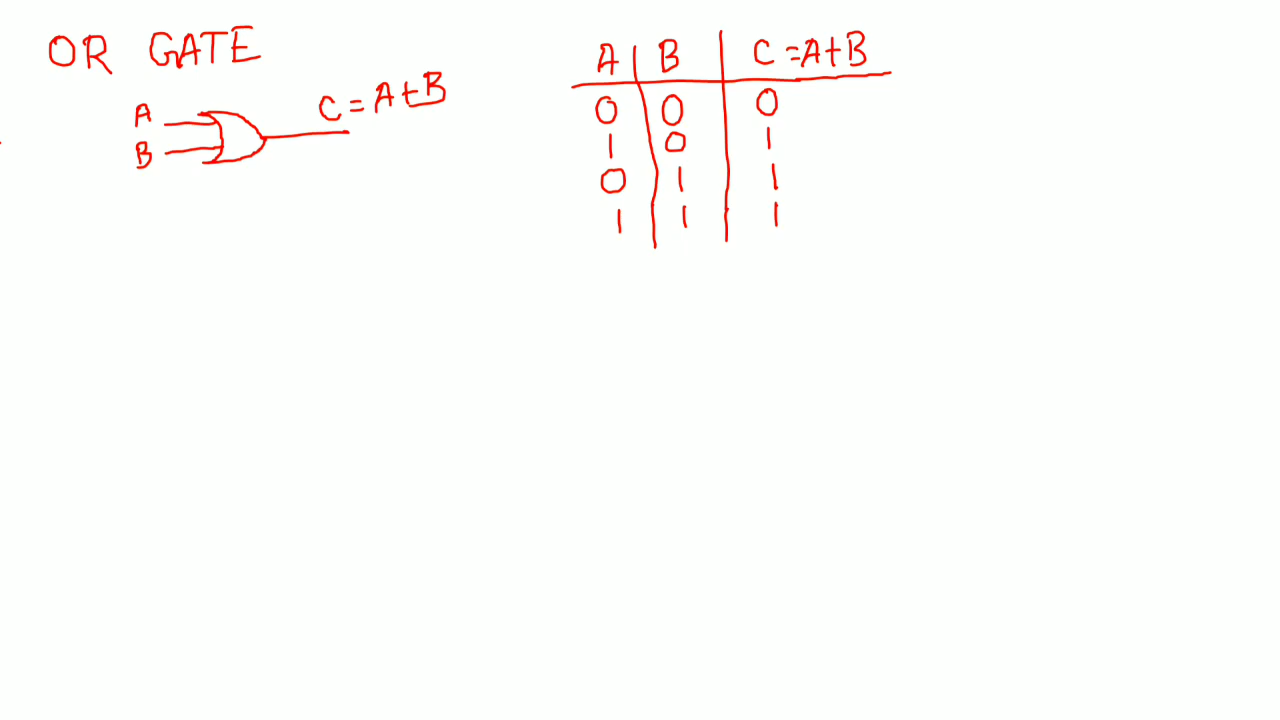 OR GATE
A
B
C = A+B
A B C = A+B
0 0 0
1 0 1
0 1 1
1 1 1